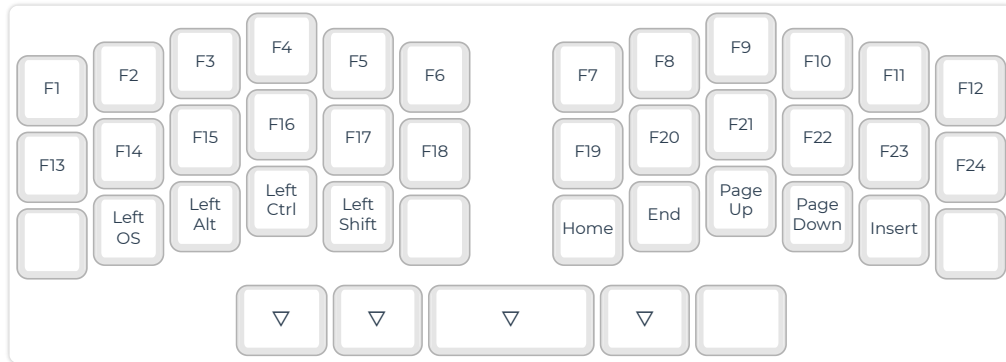 F1
F2
F3
F4
F5
F6
F7
F8
F9
F10
F11
F12
F13
F14
F15
F16
F17
F18
F19
F20
F21
F22
F23
F24
Left
OS
Left
Alt
Left
Ctrl
Left
Shift
Home
End
Page
Up
Page
Down
Insert
▽
▽
▽
▽